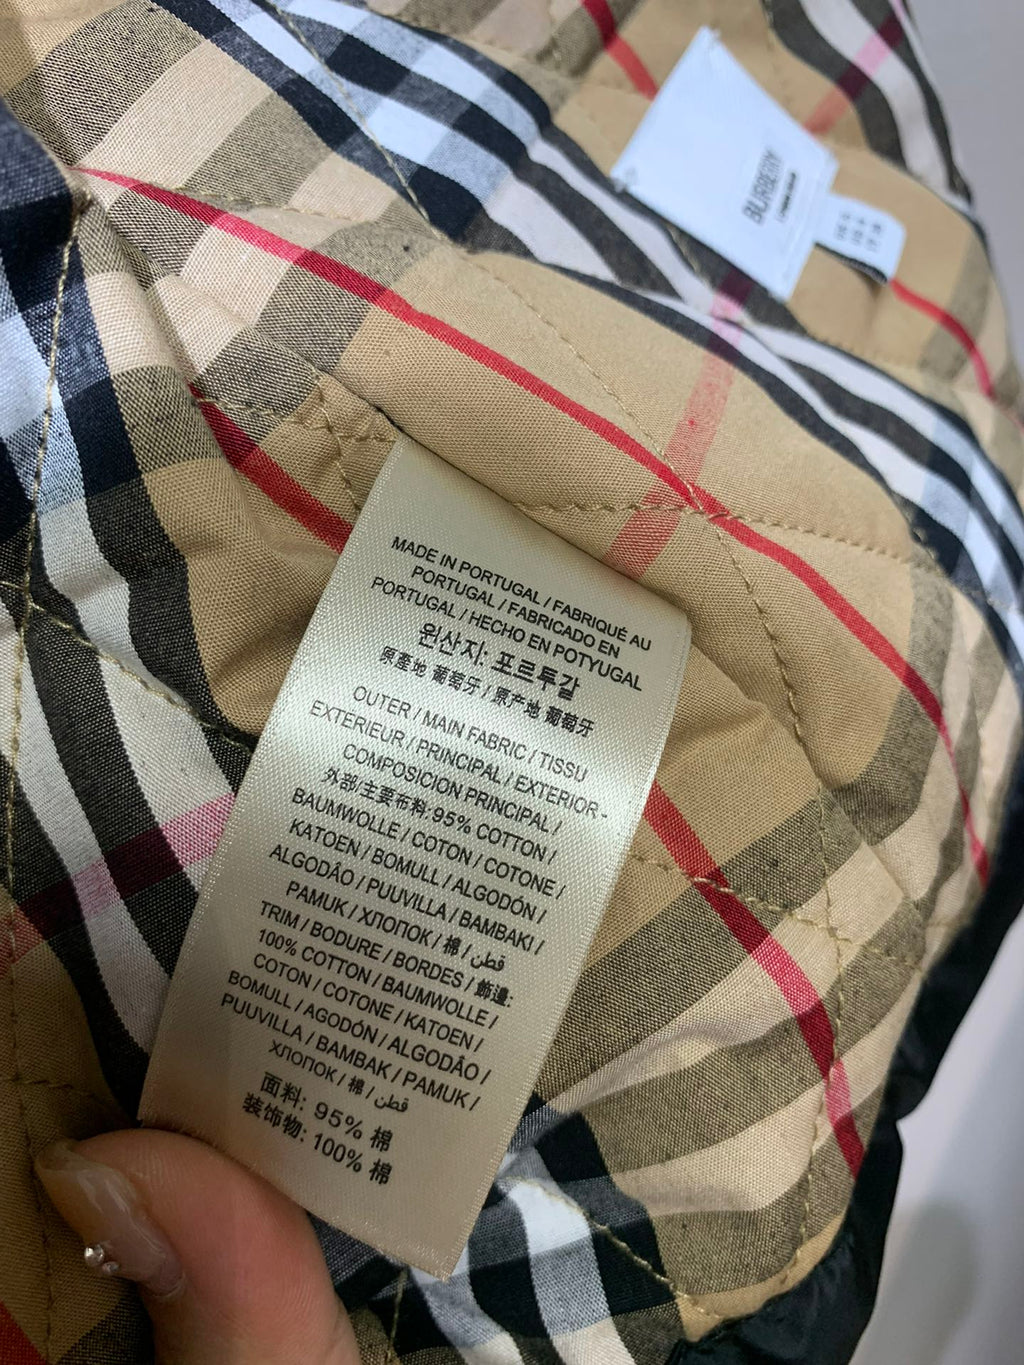 BURBERRY
MADE IN PORTUGAL / FABRIQUÉ AU
PORTUGAL / FABRICADO EN
PORTUGAL / HECHO EN POTYUGAL
원산지: 포르투갈
原產地 葡萄牙 / 原产地 葡萄牙
OUTER / MAIN FABRIC / TISSU
EXTERIEUR / PRINCIPAL / EXTERIOR -
COMPOSICION PRINCIPAL /
外部/主要布料: 95% COTTON /
BAUMWOLLE / COTON / COTONE /
KATOEN / BOMULL / ALGODÓN /
ALGODÃO / PUUVILLA / BAMBAKI /
PAMUK / ХЛОПОК / 棉 / قطن
TRIM / BODURE / BORDES / 飾邊:
100% COTTON / BAUMWOLLE /
COTON / COTONE / KATOEN /
BOMULL / AGODÓN / ALGODÃO /
PUUVILLA / BAMBAK / PAMUK /
ХЛОПОК / 棉 / قطن
面料: 95% 棉
装饰物: 100% 棉